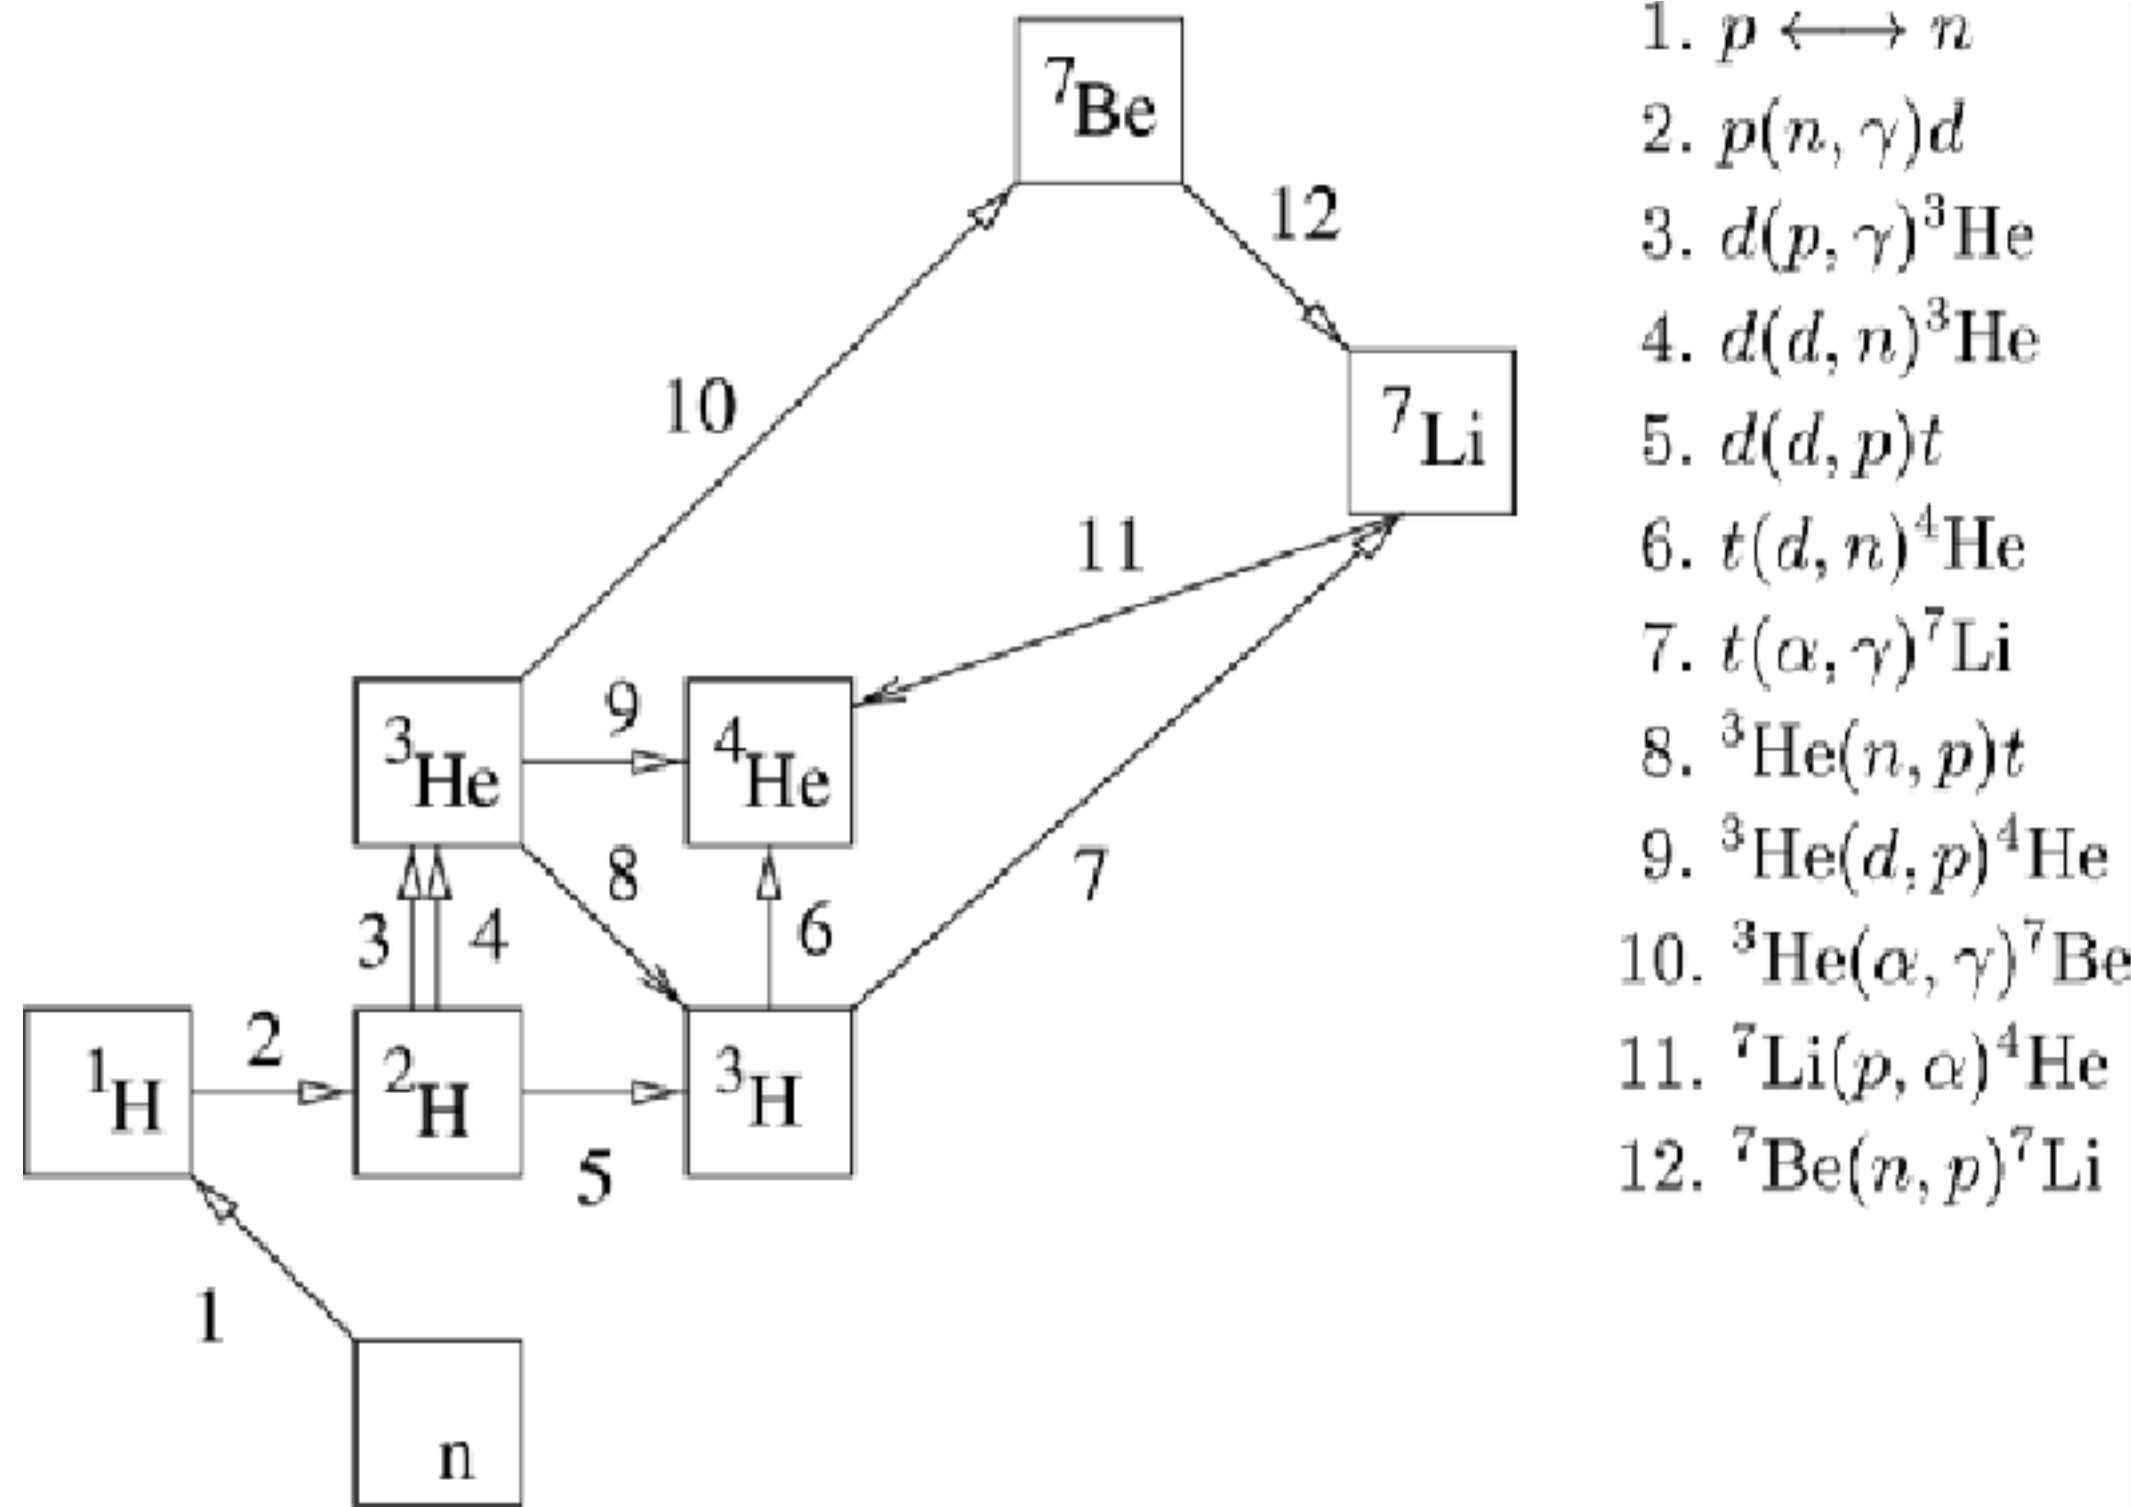 ⁷Be
12
10
⁷Li
11
³He
9
⁴He
8
7
3
4
6
¹H
2
²H
5
³H
1
n
1. p ⟷ n
2. p(n, γ)d
3. d(p, γ)³He
4. d(d, n)³He
5. d(d, p)t
6. t(d, n)⁴He
7. t(α, γ)⁷Li
8. ³He(n, p)t
9. ³He(d, p)⁴He
10. ³He(α, γ)⁷Be
11. ⁷Li(p, α)⁴He
12. ⁷Be(n, p)⁷Li